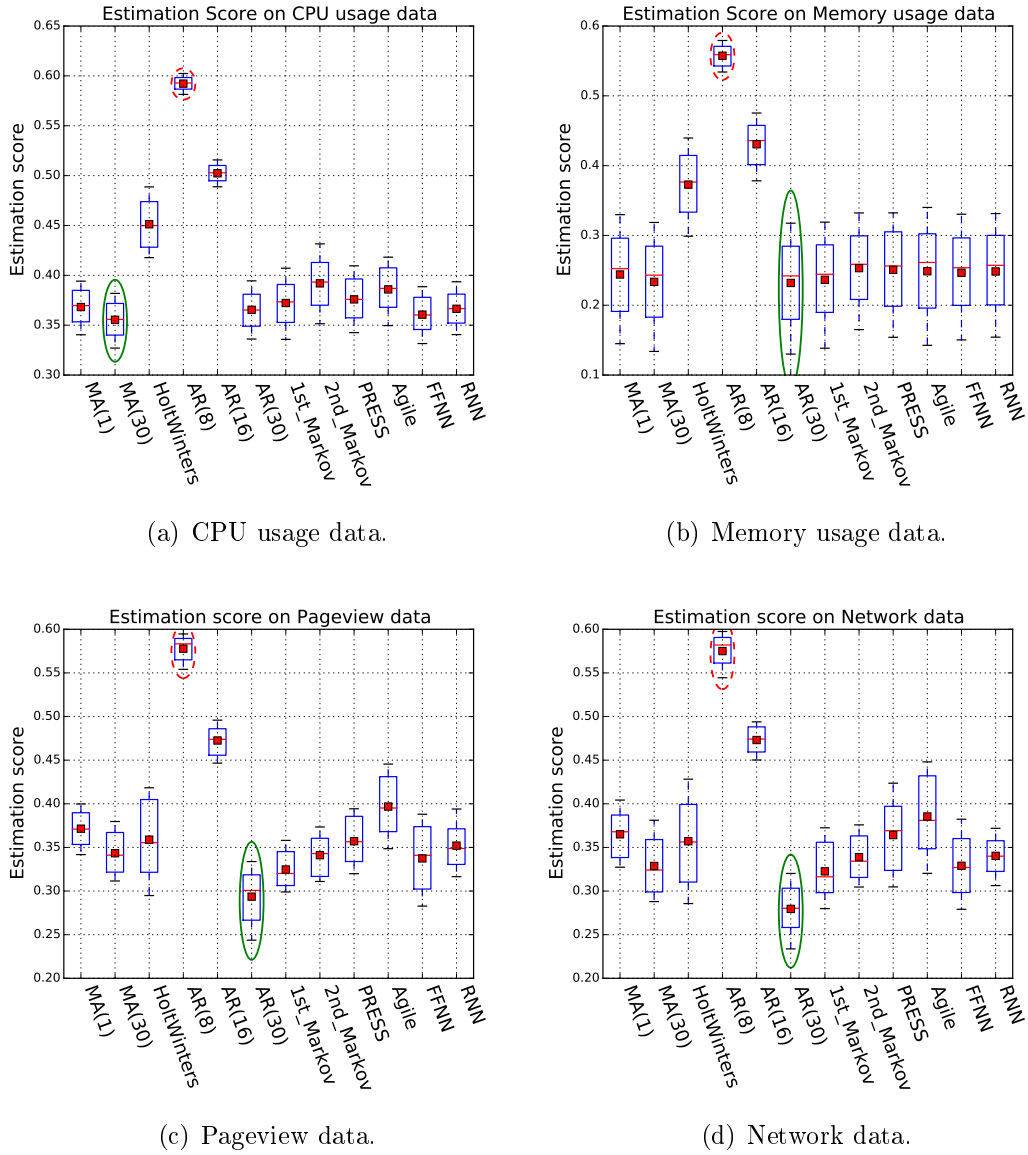 Estimation Score on CPU usage data
Estimation score
0.65
0.60
0.55
0.50
0.45
0.40
0.35
0.30
MA(1)
MA(30)
HoltWinters
AR(8)
AR(16)
AR(30)
1st_Markov
2nd_Markov
PRESS
Agile
FFNN
RNN
(a) CPU usage data.
Estimation Score on Memory usage data
Estimation score
0.6
0.5
0.4
0.3
0.2
0.1
MA(1)
MA(30)
HoltWinters
AR(8)
AR(16)
AR(30)
1st_Markov
2nd_Markov
PRESS
Agile
FFNN
RNN
(b) Memory usage data.
Estimation score on Pageview data
Estimation score
0.60
0.55
0.50
0.45
0.40
0.35
0.30
0.25
0.20
MA(1)
MA(30)
HoltWinters
AR(8)
AR(16)
AR(30)
1st_Markov
2nd_Markov
PRESS
Agile
FFNN
RNN
(c) Pageview data.
Estimation score on Network data
Estimation score
0.60
0.55
0.50
0.45
0.40
0.35
0.30
0.25
0.20
MA(1)
MA(30)
HoltWinters
AR(8)
AR(16)
AR(30)
1st_Markov
2nd_Markov
PRESS
Agile
FFNN
RNN
(d) Network data.